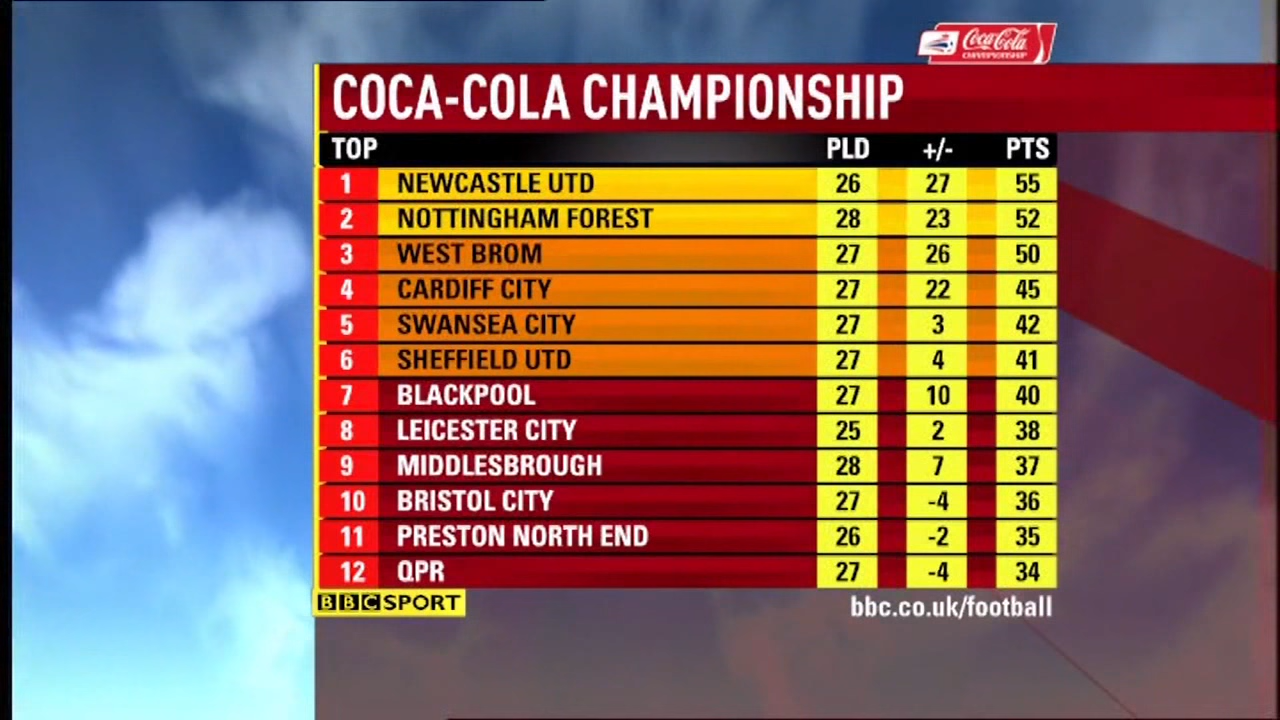 Coca-Cola
CHAMPIONSHIP
COCA-COLA CHAMPIONSHIP
TOP PLD +/- PTS
1 NEWCASTLE UTD 26 27 55
2 NOTTINGHAM FOREST 28 23 52
3 WEST BROM 27 26 50
4 CARDIFF CITY 27 22 45
5 SWANSEA CITY 27 3 42
6 SHEFFIELD UTD 27 4 41
7 BLACKPOOL 27 10 40
8 LEICESTER CITY 25 2 38
9 MIDDLESBROUGH 28 7 37
10 BRISTOL CITY 27 -4 36
11 PRESTON NORTH END 26 -2 35
12 QPR 27 -4 34
BBC SPORT bbc.co.uk/football